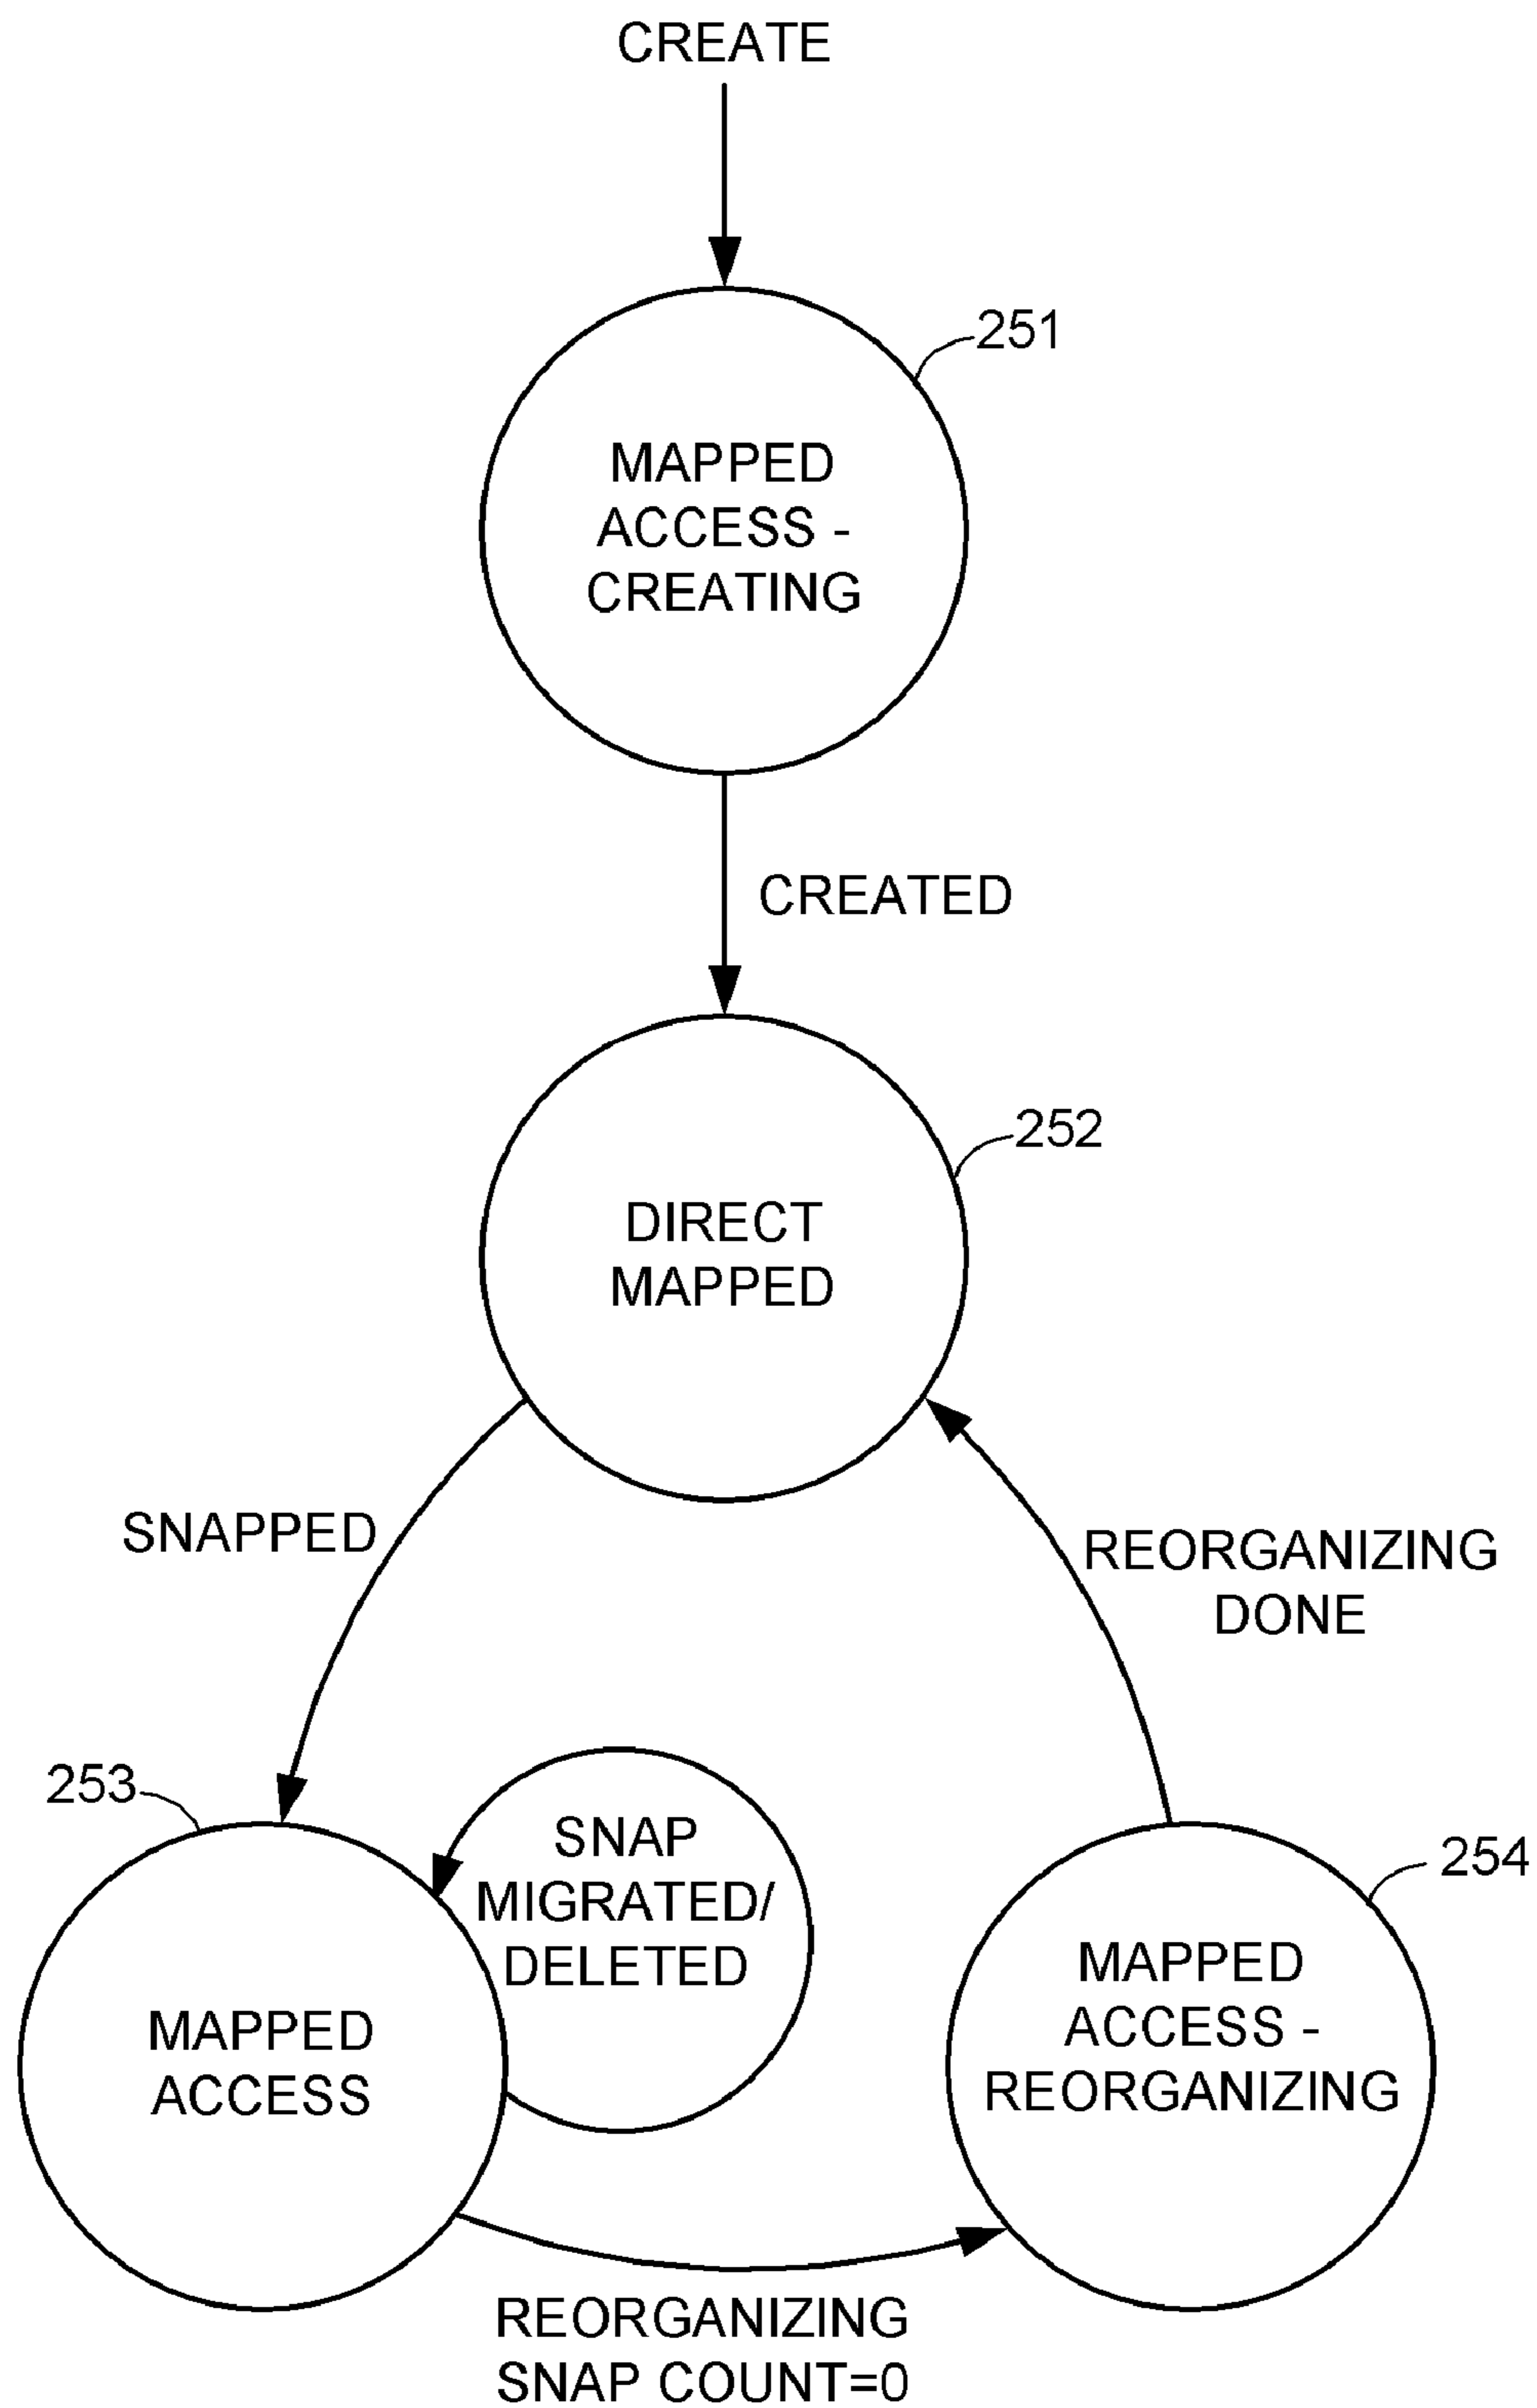 CREATE
251
MAPPED
ACCESS -
CREATING
CREATED
252
DIRECT
MAPPED
SNAPPED
REORGANIZING
DONE
253
SNAP
MIGRATED/
DELETED
254
MAPPED
ACCESS
MAPPED
ACCESS -
REORGANIZING
REORGANIZING
SNAP COUNT=0